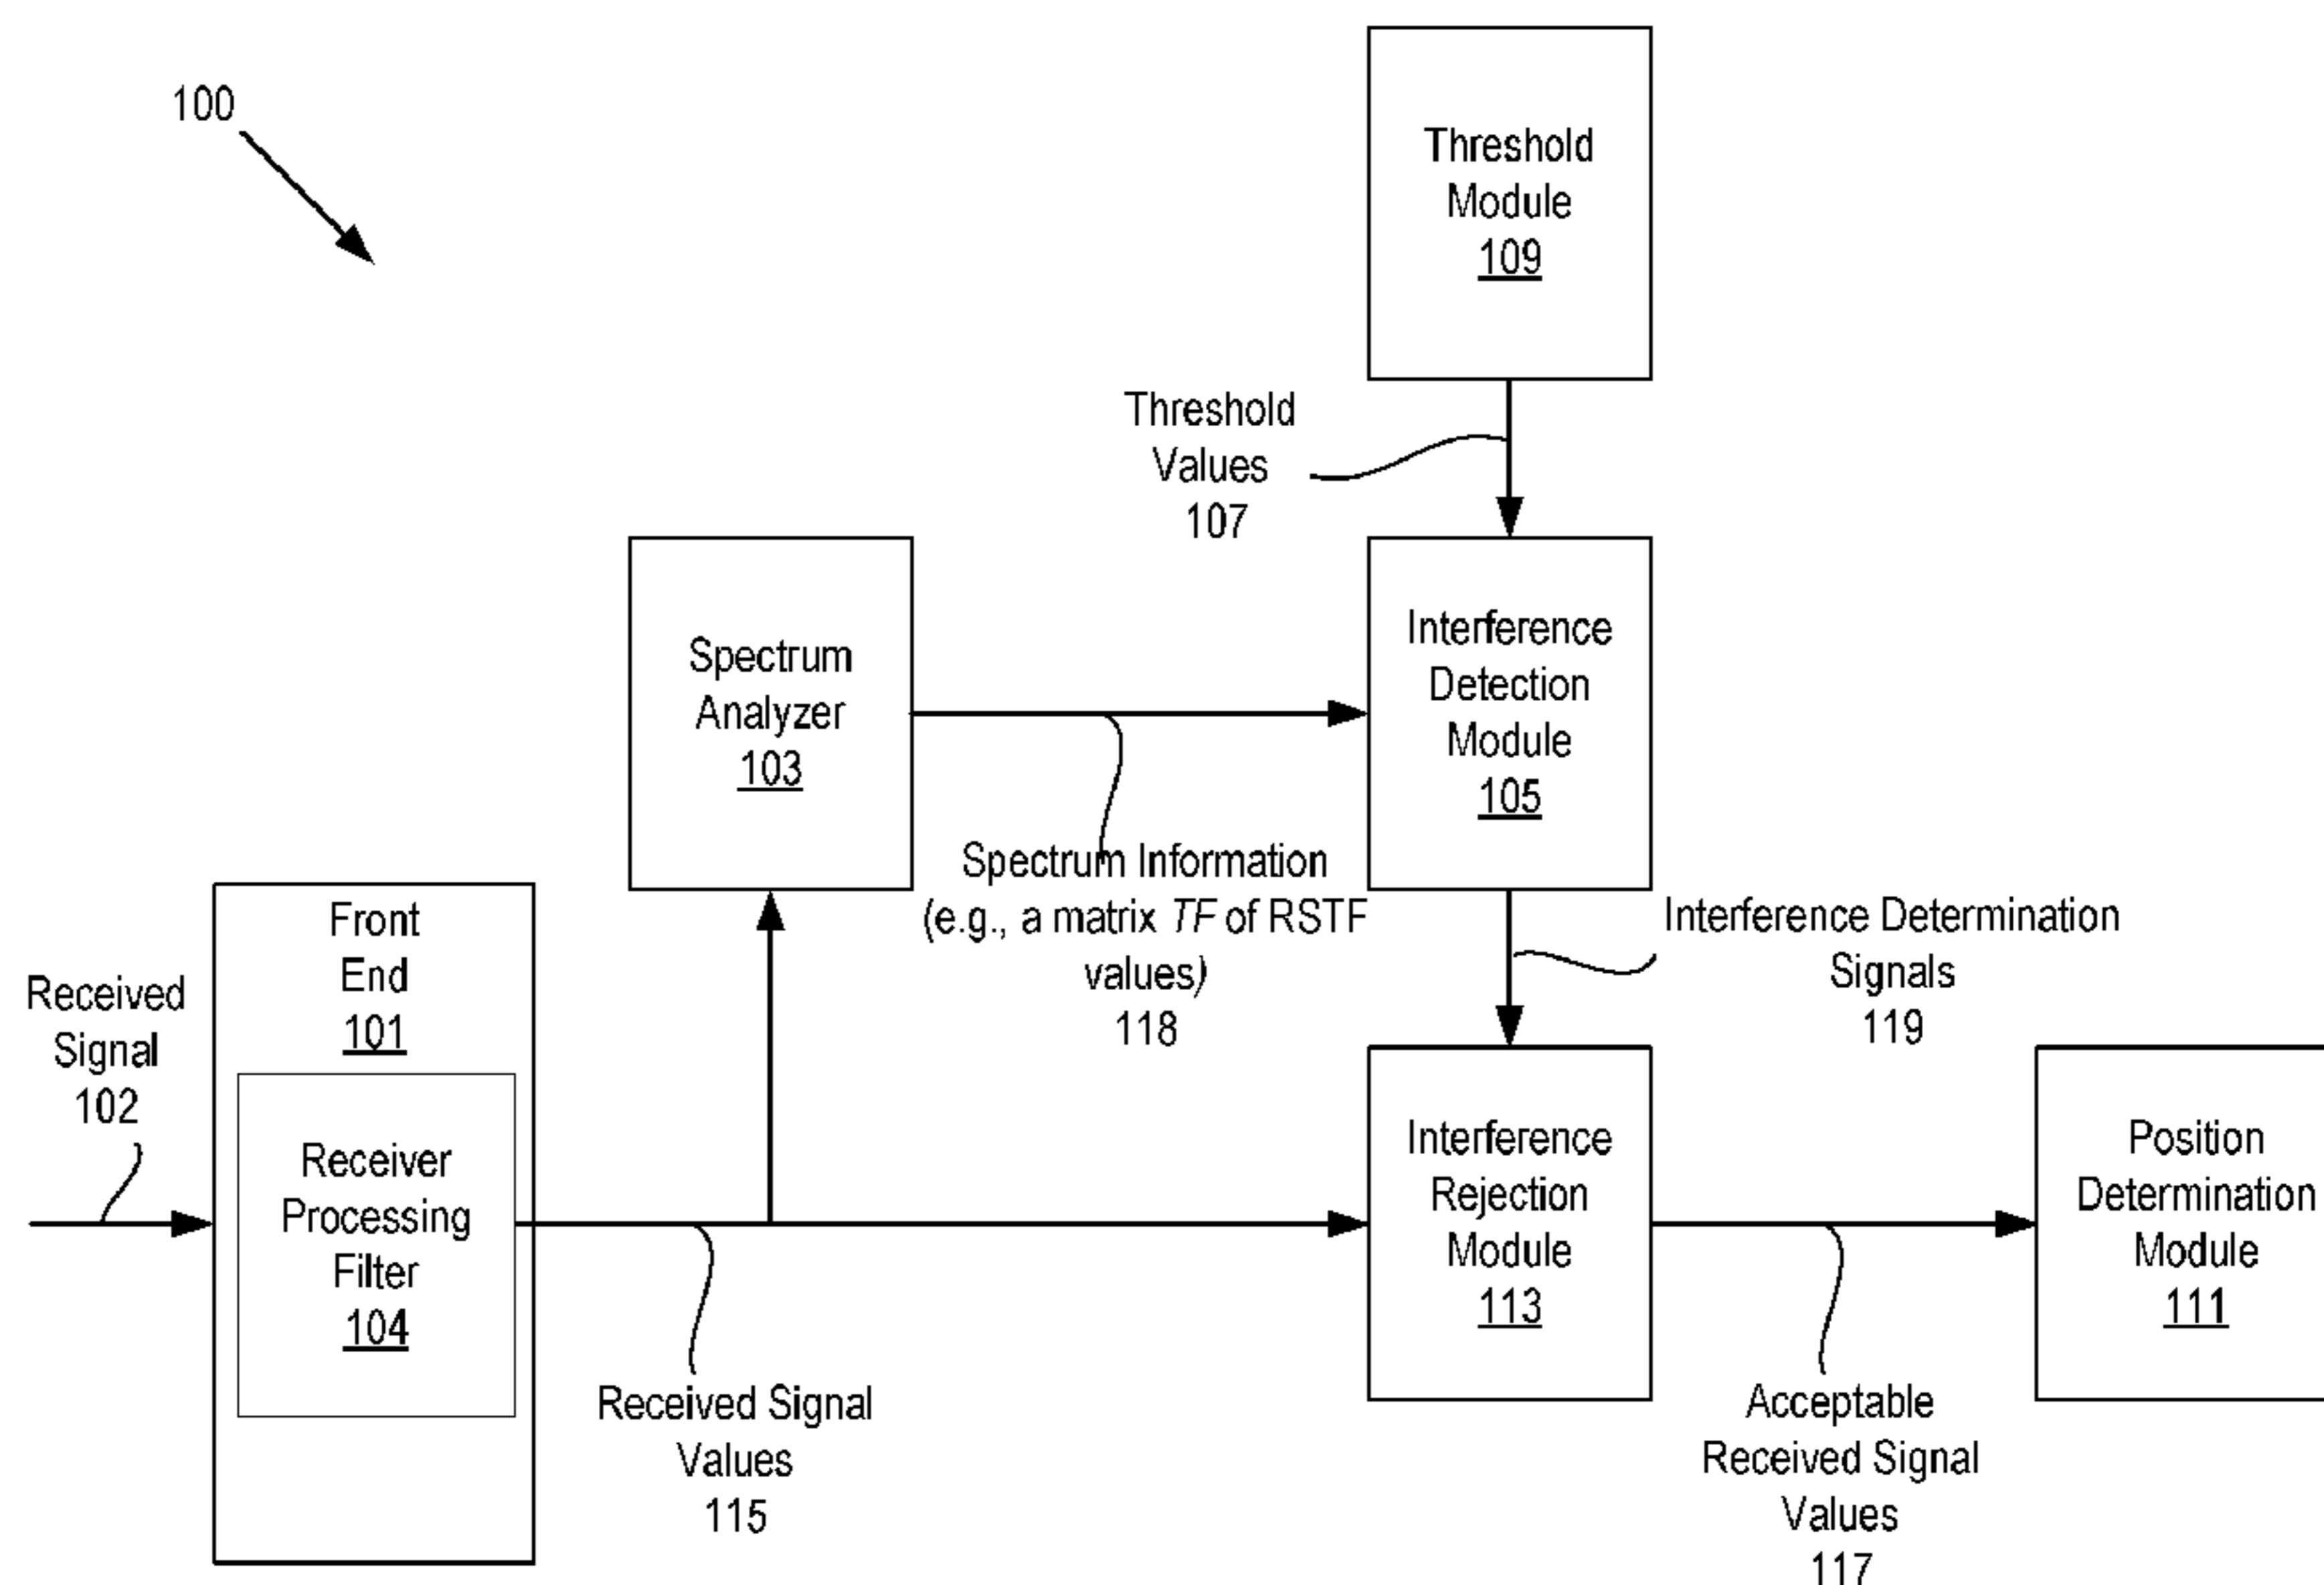 100
Threshold
Module
109
Threshold
Values
107
Spectrum
Analyzer
103
Interference
Detection
Module
105
Spectrum Information
(e.g., a matrix TF of RSTF
values)
118
Interference Determination
Signals
119
Front
End
101
Received
Signal
102
Receiver
Processing
Filter
104
Interference
Rejection
Module
113
Position
Determination
Module
111
Received Signal
Values
115
Acceptable
Received Signal
Values
117